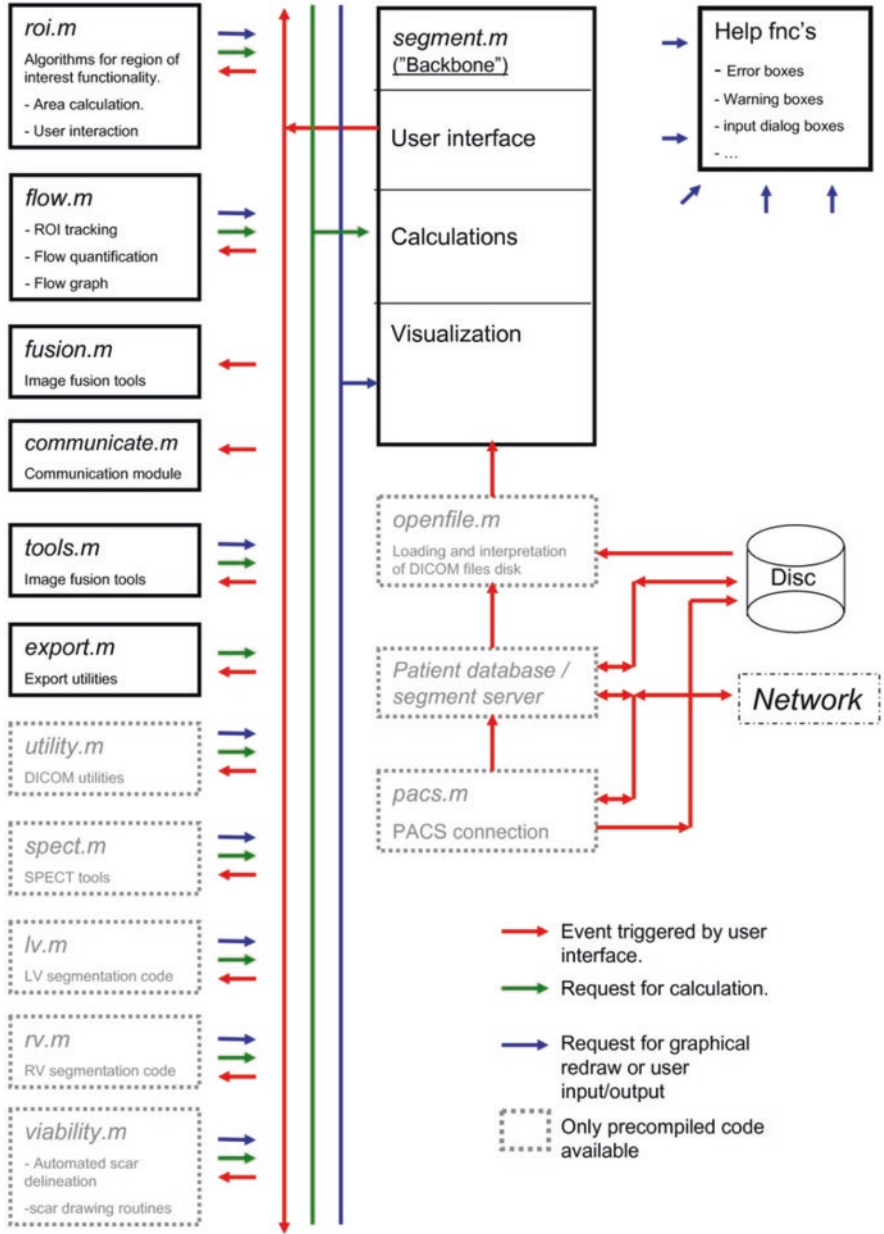 roi.m
Algorithms for region of
interest functionality.
- Area calculation.
- User interaction
flow.m
- ROI tracking
- Flow quantification
- Flow graph
fusion.m
Image fusion tools
communicate.m
Communication module
tools.m
Image fusion tools
export.m
Export utilities
utility.m
DICOM utilities
spect.m
SPECT tools
lv.m
LV segmentation code
rv.m
RV segmentation code
viability.m
- Automated scar
delineation
-scar drawing routines
segment.m
("Backbone")
User interface
Calculations
Visualization
openfile.m
Loading and interpretation
of DICOM files disk
Patient database /
segment server
pacs.m
PACS connection
Help fnc's
- Error boxes
- Warning boxes
- input dialog boxes
- ...
Disc
Network
Event triggered by user
interface.
Request for calculation.
Request for graphical
redraw or user
input/output
Only precompiled code
available